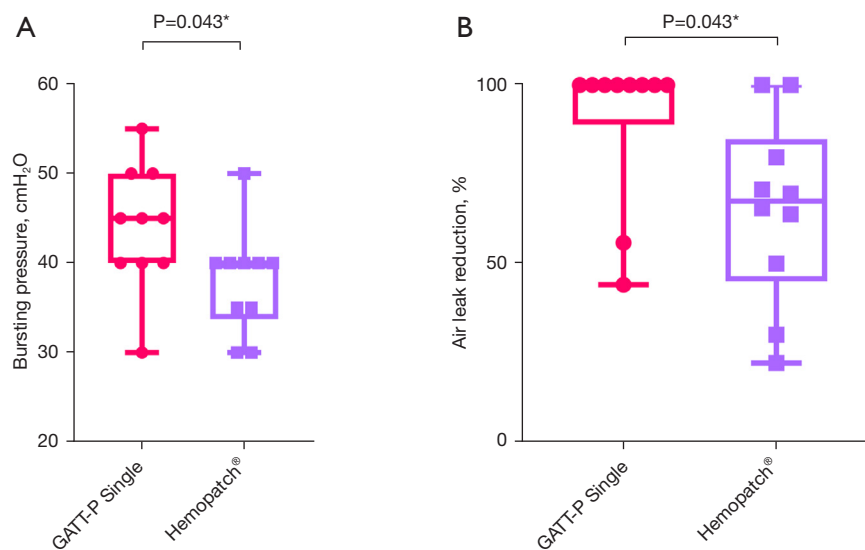 A
P=0.043*
Bursting pressure, cmH₂O
60
50
40
30
20
GATT-P Single
Hemopatch®
B
P=0.043*
Air leak reduction, %
100
50
0
GATT-P Single
Hemopatch®